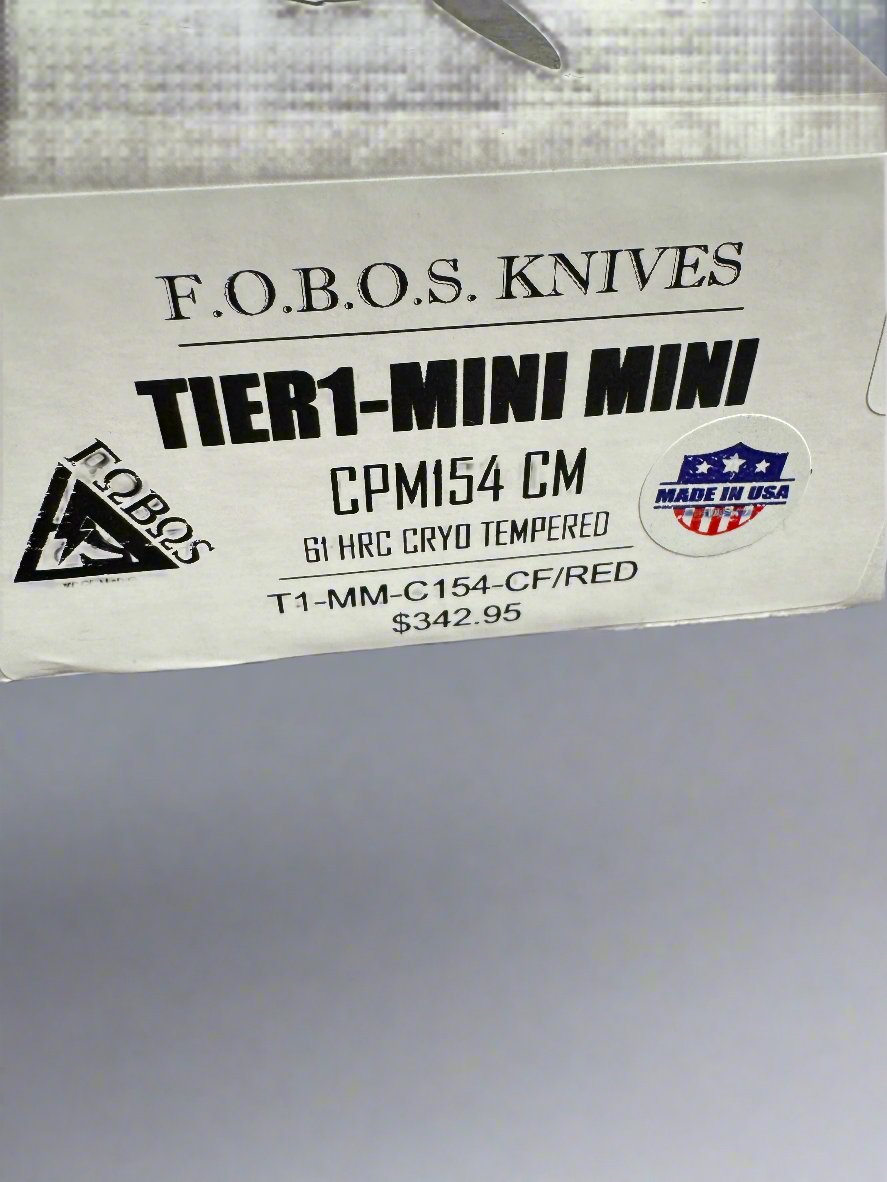 F.O.B.O.S. KNIVES
TIER1-MINI MINI
CPM154 CM
61 HRC CRYO TEMPERED
T1-MM-C154-CF/RED
$342.95
FΩBΩS
MADE IN USA